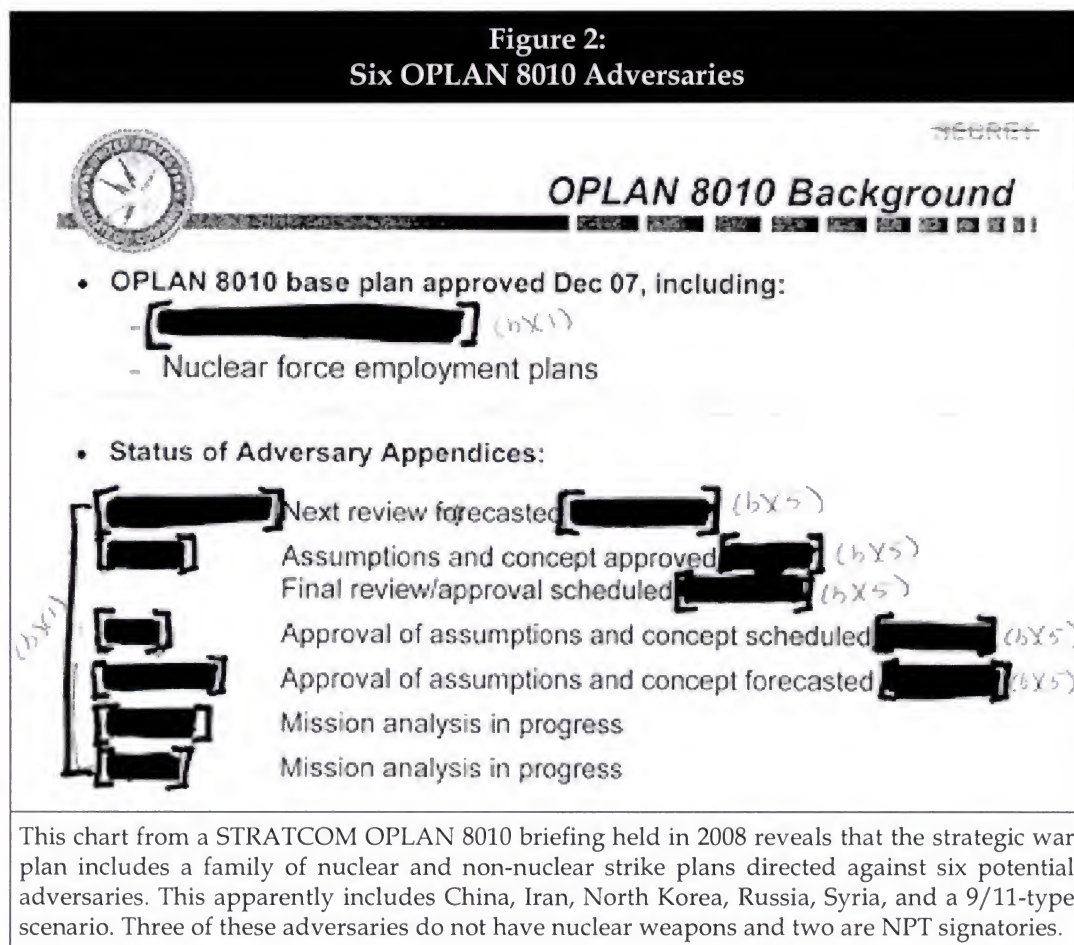 Figure 2:
Six OPLAN 8010 Adversaries
SECRET
OPLAN 8010 Background
• OPLAN 8010 base plan approved Dec 07, including:
- [ ] (b)(1)
- Nuclear force employment plans
• Status of Adversary Appendices:
[ ] Next review forecasted [ ] (b)(5)
[ ] Assumptions and concept approved [ ] (b)(5)
Final review/approval scheduled [ ] (b)(5)
(b)(1)
[ ] Approval of assumptions and concept scheduled [ ] (b)(5)
[ ] Approval of assumptions and concept forecasted [ ] (b)(5)
[ ] Mission analysis in progress
[ ] Mission analysis in progress
This chart from a STRATCOM OPLAN 8010 briefing held in 2008 reveals that the strategic war
plan includes a family of nuclear and non-nuclear strike plans directed against six potential
adversaries. This apparently includes China, Iran, North Korea, Russia, Syria, and a 9/11-type
scenario. Three of these adversaries do not have nuclear weapons and two are NPT signatories.